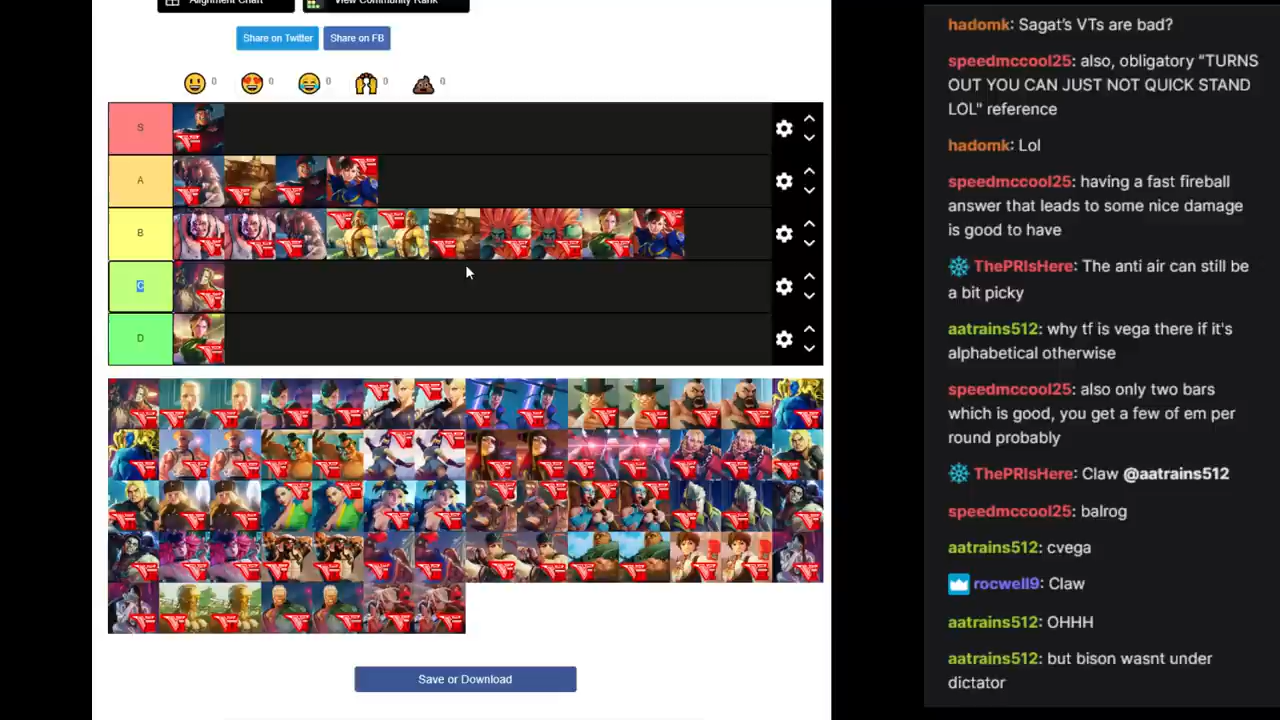 Alignment Chart
View Community Rank
Share on Twitter
Share on FB
0
0
0
0
0
S
A
B
C
D
Save or Download
hadomk: Sagat’s VTs are bad?
speedmccool25: also, obligatory "TURNS
OUT YOU CAN JUST NOT QUICK STAND
LOL" reference
hadomk: Lol
speedmccool25: having a fast fireball
answer that leads to some nice damage
is good to have
ThePRIsHere: The anti air can still be
a bit picky
aatrains512: why tf is vega there if it's
alphabetical otherwise
speedmccool25: also only two bars
which is good, you get a few of em per
round probably
ThePRIsHere: Claw @aatrains512
speedmccool25: balrog
aatrains512: cvega
rocwell9: Claw
aatrains512: OHHH
aatrains512: but bison wasnt under
dictator